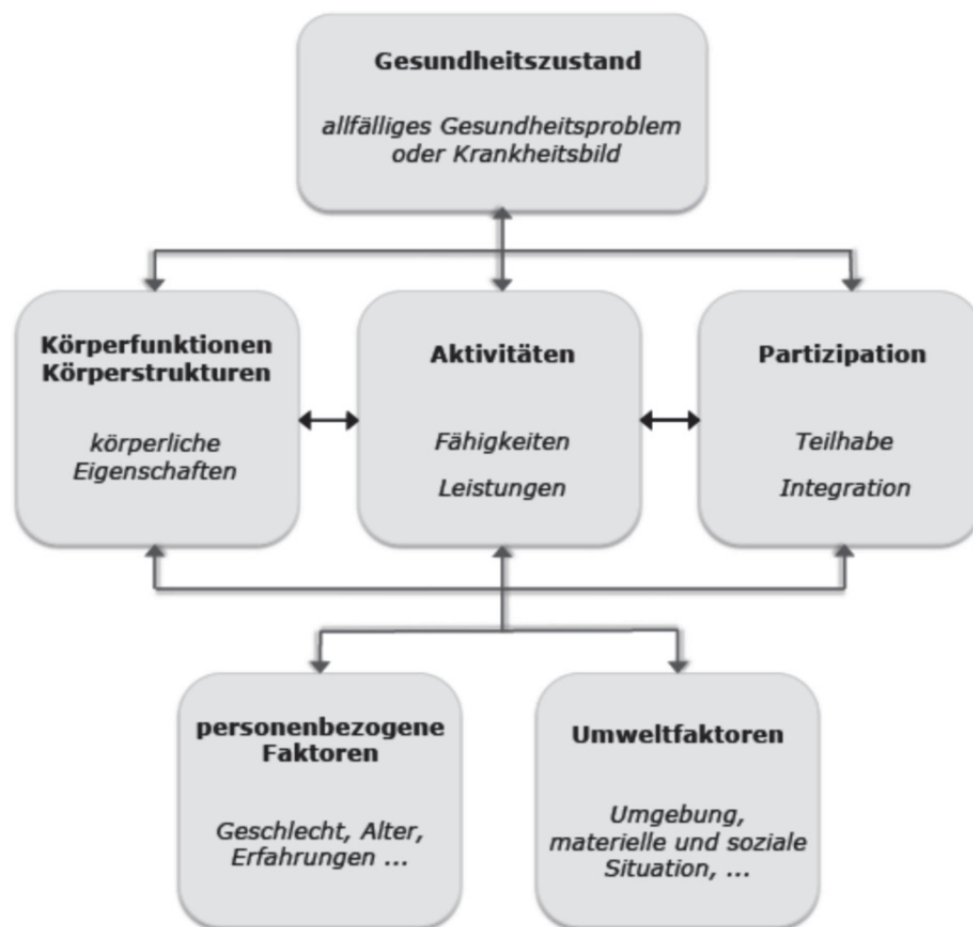 Gesundheitszustand
allfälliges Gesundheitsproblem
oder Krankheitsbild
Körperfunktionen
Körperstrukturen
körperliche
Eigenschaften
Aktivitäten
Fähigkeiten
Leistungen
Partizipation
Teilhabe
Integration
personenbezogene
Faktoren
Geschlecht, Alter,
Erfahrungen ...
Umweltfaktoren
Umgebung,
materielle und soziale
Situation, ...